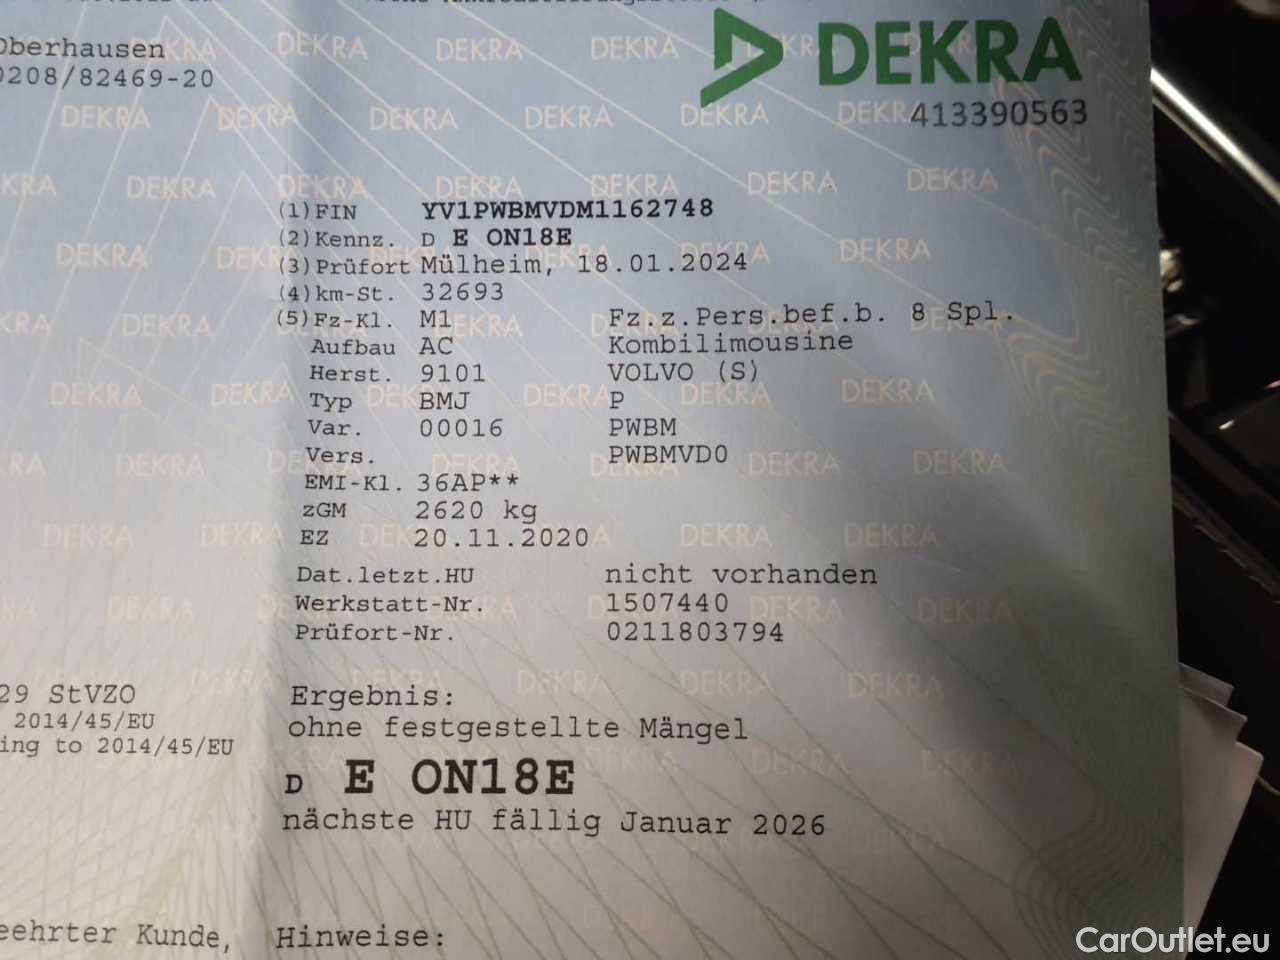 Oberhausen
0208/82469-20
DEKRA
413390563
(1)FIN YV1PWBMVDM1162748
(2)Kennz. D E ON18E
(3)Prüfort Mülheim, 18.01.2024
(4)km-St. 32693
(5)Fz-Kl. M1 Fz.z.Pers.bef.b. 8 Spl.
Aufbau AC Kombilimousine
Herst. 9101 VOLVO (S)
Typ BMJ P
Var. 00016 PWBM
Vers. PWBMVD0
EMI-Kl. 36AP**
zGM 2620 kg
EZ 20.11.2020
Dat.letzt.HU nicht vorhanden
Werkstatt-Nr. 1507440
Prüfort-Nr. 0211803794
29 StVZO
2014/45/EU
ing to 2014/45/EU
Ergebnis:
ohne festgestellte Mängel
D E ON18E
nächste HU fällig Januar 2026
eehrter Kunde,
Hinweise:
CarOutlet.eu